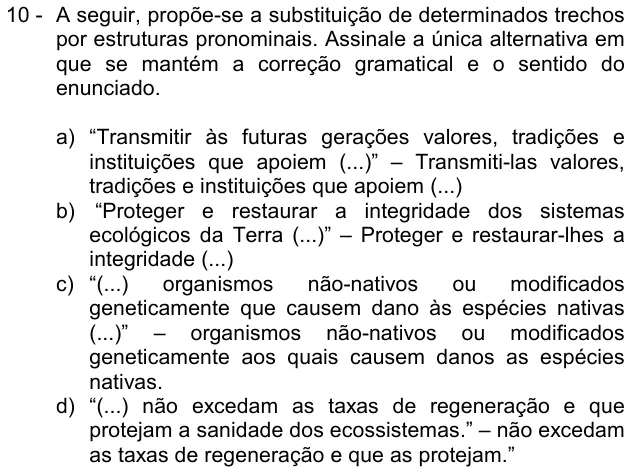 10 - A seguir, propõe-se a substituição de determinados trechos
por estruturas pronominais. Assinale a única alternativa em
que se mantém a correção gramatical e o sentido do
enunciado.
a) “Transmitir às futuras gerações valores, tradições e
instituições que apoiem (...)” – Transmiti-las valores,
tradições e instituições que apoiem (...)
b) “Proteger e restaurar a integridade dos sistemas
ecológicos da Terra (...)” – Proteger e restaurar-lhes a
integridade (...)
c) “(...) organismos não-nativos ou modificados
geneticamente que causem dano às espécies nativas
(...)” – organismos não-nativos ou modificados
geneticamente aos quais causem danos as espécies
nativas.
d) “(...) não excedam as taxas de regeneração e que
protejam a sanidade dos ecossistemas.” – não excedam
as taxas de regeneração e que as protejam.”